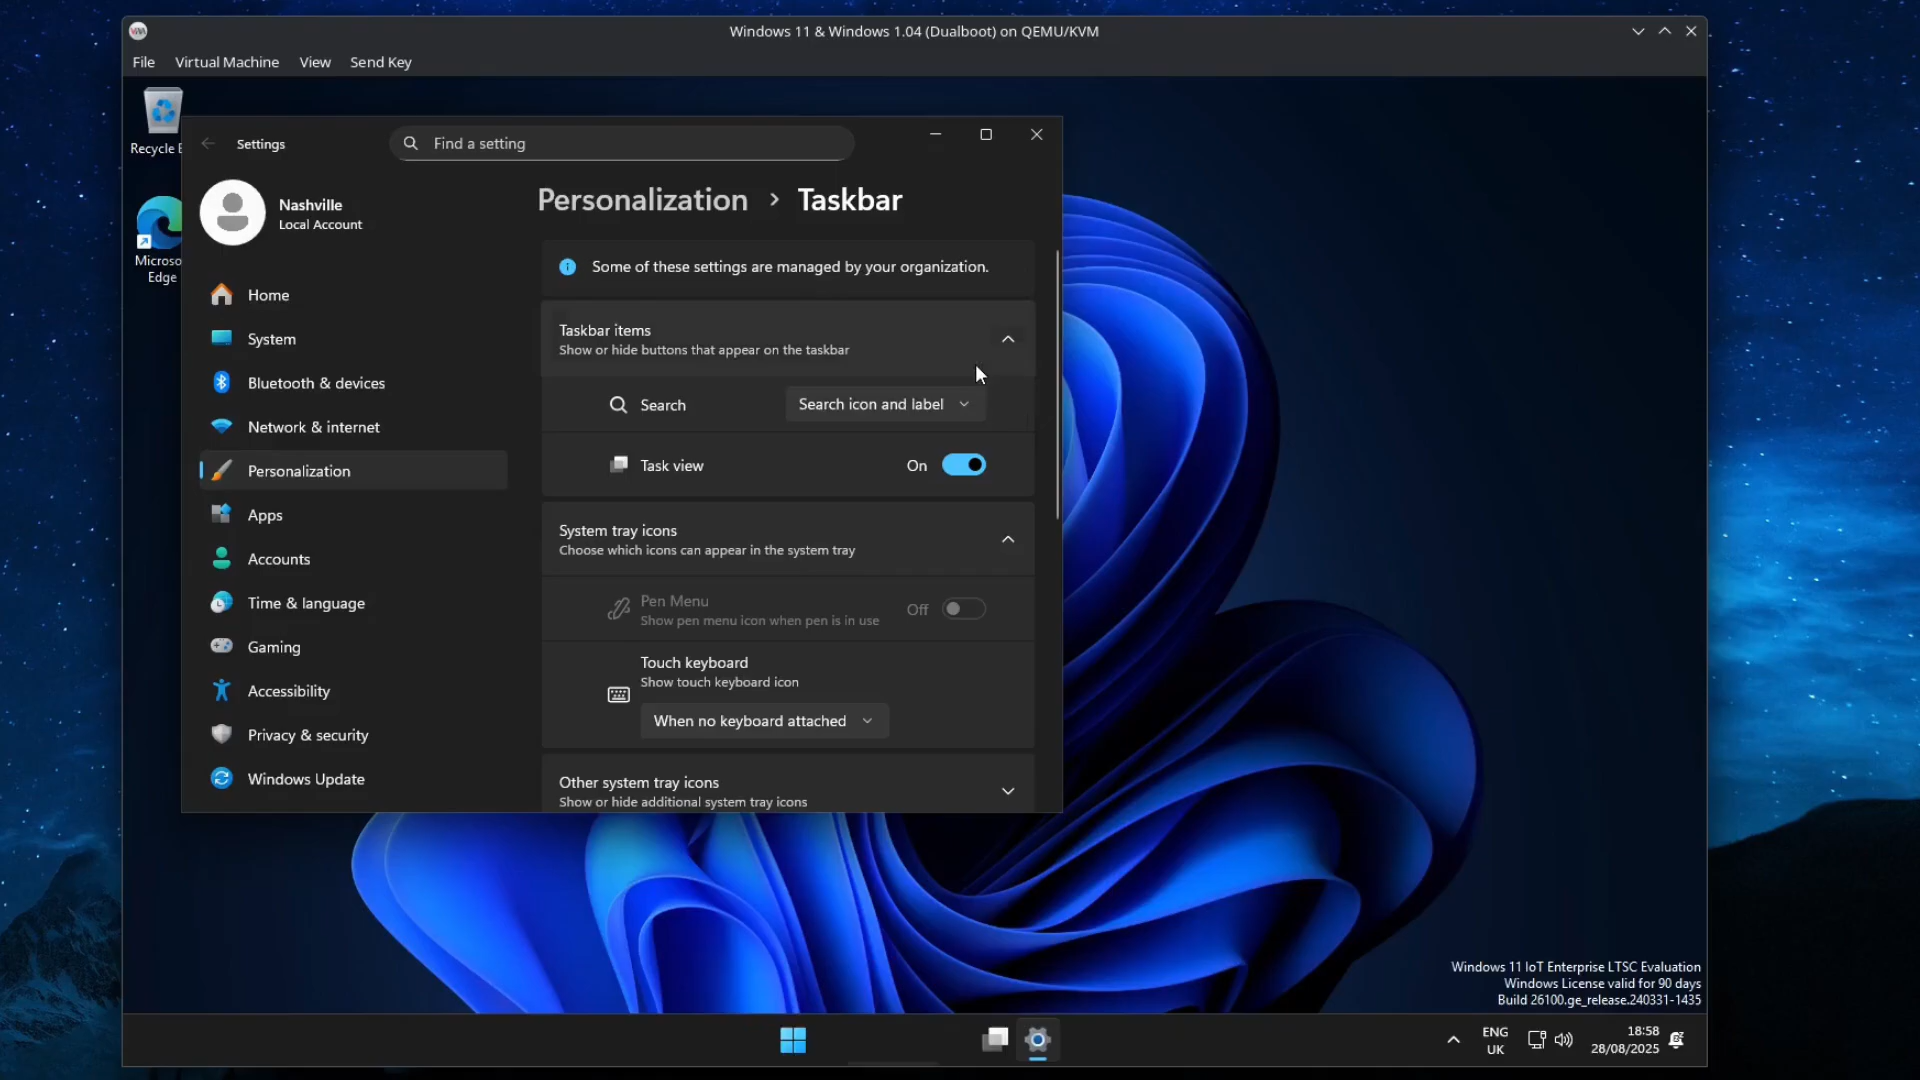 Windows 11 & Windows 1.04 (Dualboot) on QEMU/KVM
File Virtual Machine View Send Key
Recycle B
Microso
Edge
Settings
Find a setting
Nashville
Local Account
Home
System
Bluetooth & devices
Network & internet
Personalization
Apps
Accounts
Time & language
Gaming
Accessibility
Privacy & security
Windows Update
Personalization > Taskbar
Some of these settings are managed by your organization.
Taskbar items
Show or hide buttons that appear on the taskbar
Search Search icon and label
Task view On
System tray icons
Choose which icons can appear in the system tray
Pen Menu Off
Show pen menu icon when pen is in use
Touch keyboard
Show touch keyboard icon
When no keyboard attached
Other system tray icons
Show or hide additional system tray icons
Windows 11 IoT Enterprise LTSC Evaluation
Windows License valid for 90 days
Build 26100.ge_release.240331-1435
ENG
UK
18:58
28/08/2025